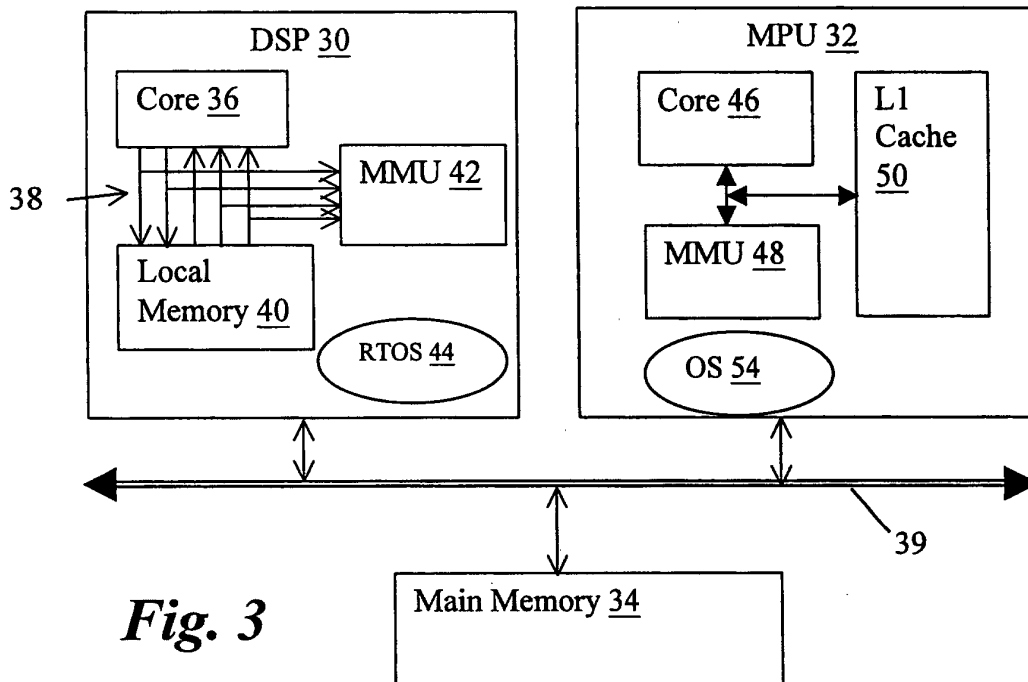 DSP 30
Core 36
MMU 42
38
Local
Memory 40
RTOS 44
MPU 32
Core 46
L1
Cache
50
MMU 48
OS 54
39
Main Memory 34
Fig. 3